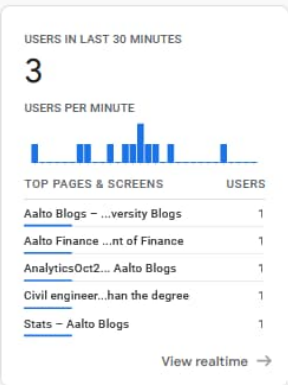 USERS IN LAST 30 MINUTES
3
USERS PER MINUTE
TOP PAGES & SCREENS USERS
Aalto Blogs – ...versity Blogs 1
Aalto Finance ...nt of Finance 1
AnalyticsOct2... Aalto Blogs 1
Civil engineer...han the degree 1
Stats – Aalto Blogs 1
View realtime →